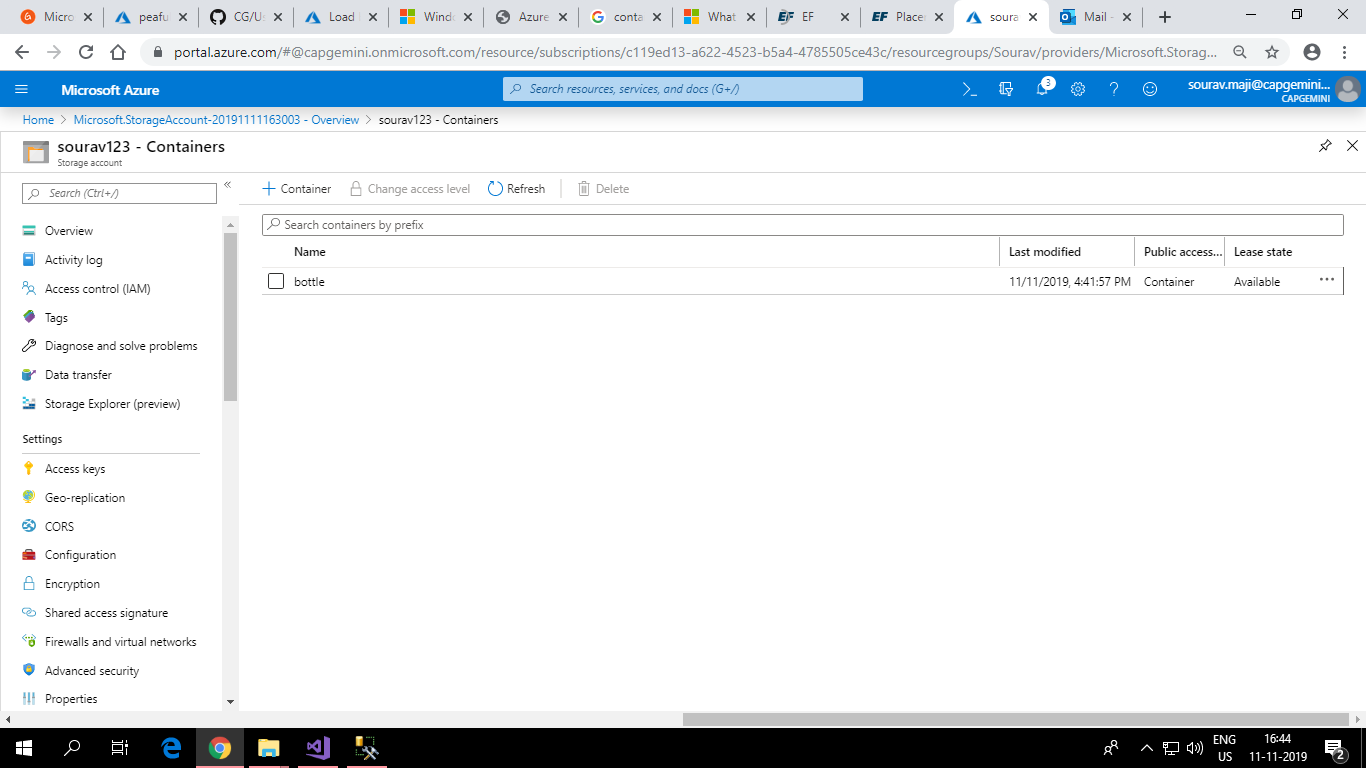 Micro
peafu
CG/U
Load
Windo
Azure
conta
What
EF EF
EF Placer
soura
Mail -
portal.azure.com/#@capgemini.onmicrosoft.com/resource/subscriptions/c119ed13-a622-4523-b5a4-4785505ce43c/resourcegroups/Sourav/providers/Microsoft.Storag...
Microsoft Azure
Search resources, services, and docs (G+/)
3
sourav.maji@capgemini...
CAPGEMINI
Home > Microsoft.StorageAccount-20191111163003 - Overview > sourav123 - Containers
sourav123 - Containers
Storage account
Search (Ctrl+/)
Overview
Activity log
Access control (IAM)
Tags
Diagnose and solve problems
Data transfer
Storage Explorer (preview)
Settings
Access keys
Geo-replication
CORS
Configuration
Encryption
Shared access signature
Firewalls and virtual networks
Advanced security
Properties
+ Container Change access level Refresh Delete
Search containers by prefix
Name Last modified Public access... Lease state
bottle 11/11/2019, 4:41:57 PM Container Available ...
ENG
US
16:44
11-11-2019
2